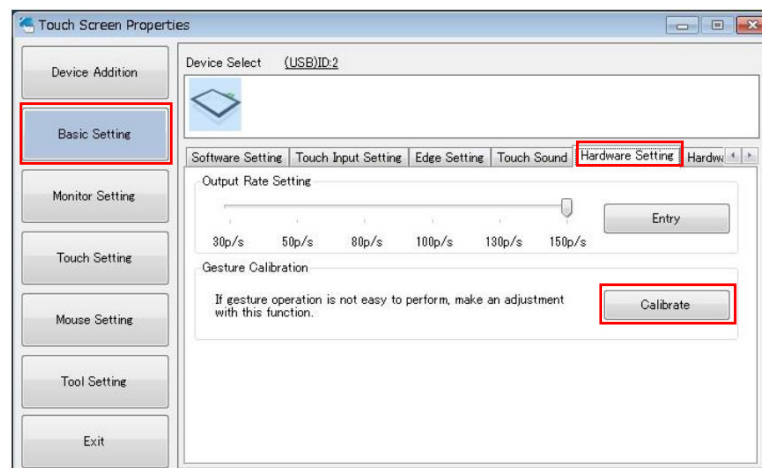 Touch Screen Properties
Device Addition
Basic Setting
Monitor Setting
Touch Setting
Mouse Setting
Tool Setting
Exit
Device Select (USB)ID:2
Software Setting Touch Input Setting Edge Setting Touch Sound Hardware Setting
Output Rate Setting
30p/s 50p/s 80p/s 100p/s 130p/s 150p/s
Entry
Gesture Calibration
If gesture operation is not easy to perform, make an adjustment
with this function.
Calibrate